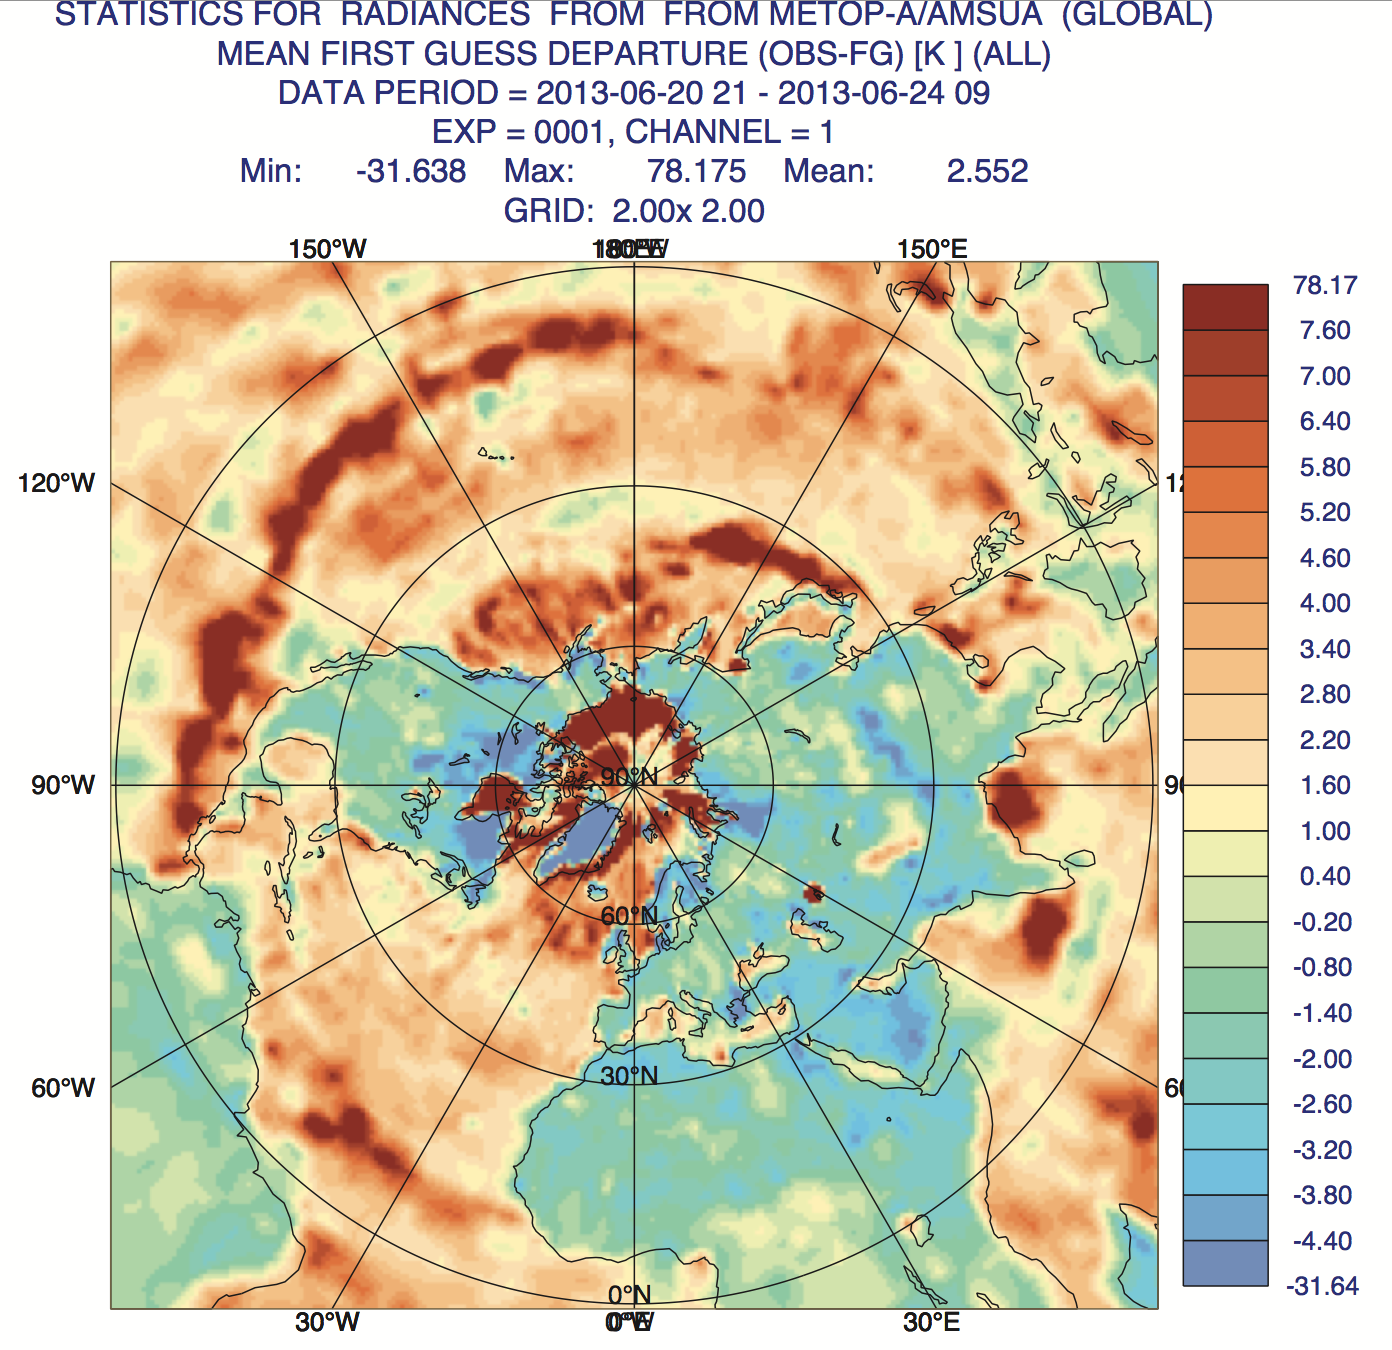 STATISTICS FOR RADIANCES FROM FROM METOP-A/AMSUA (GLOBAL)
MEAN FIRST GUESS DEPARTURE (OBS-FG) [K ] (ALL)
DATA PERIOD = 2013-06-20 21 - 2013-06-24 09
EXP = 0001, CHANNEL = 1
Min: -31.638 Max: 78.175 Mean: 2.552
GRID: 2.00x 2.00
150°W 150°E
78.17
7.60
7.00
6.40
120°W 12
5.80
5.20
4.60
4.00
3.40
2.80
2.20
90°N
90°W 90
1.60
1.00
0.40
60°N
-0.20
-0.80
-1.40
30°N
-2.00
60°W 60
-2.60
-3.20
-3.80
-4.40
0°N
-31.64
30°W 30°E